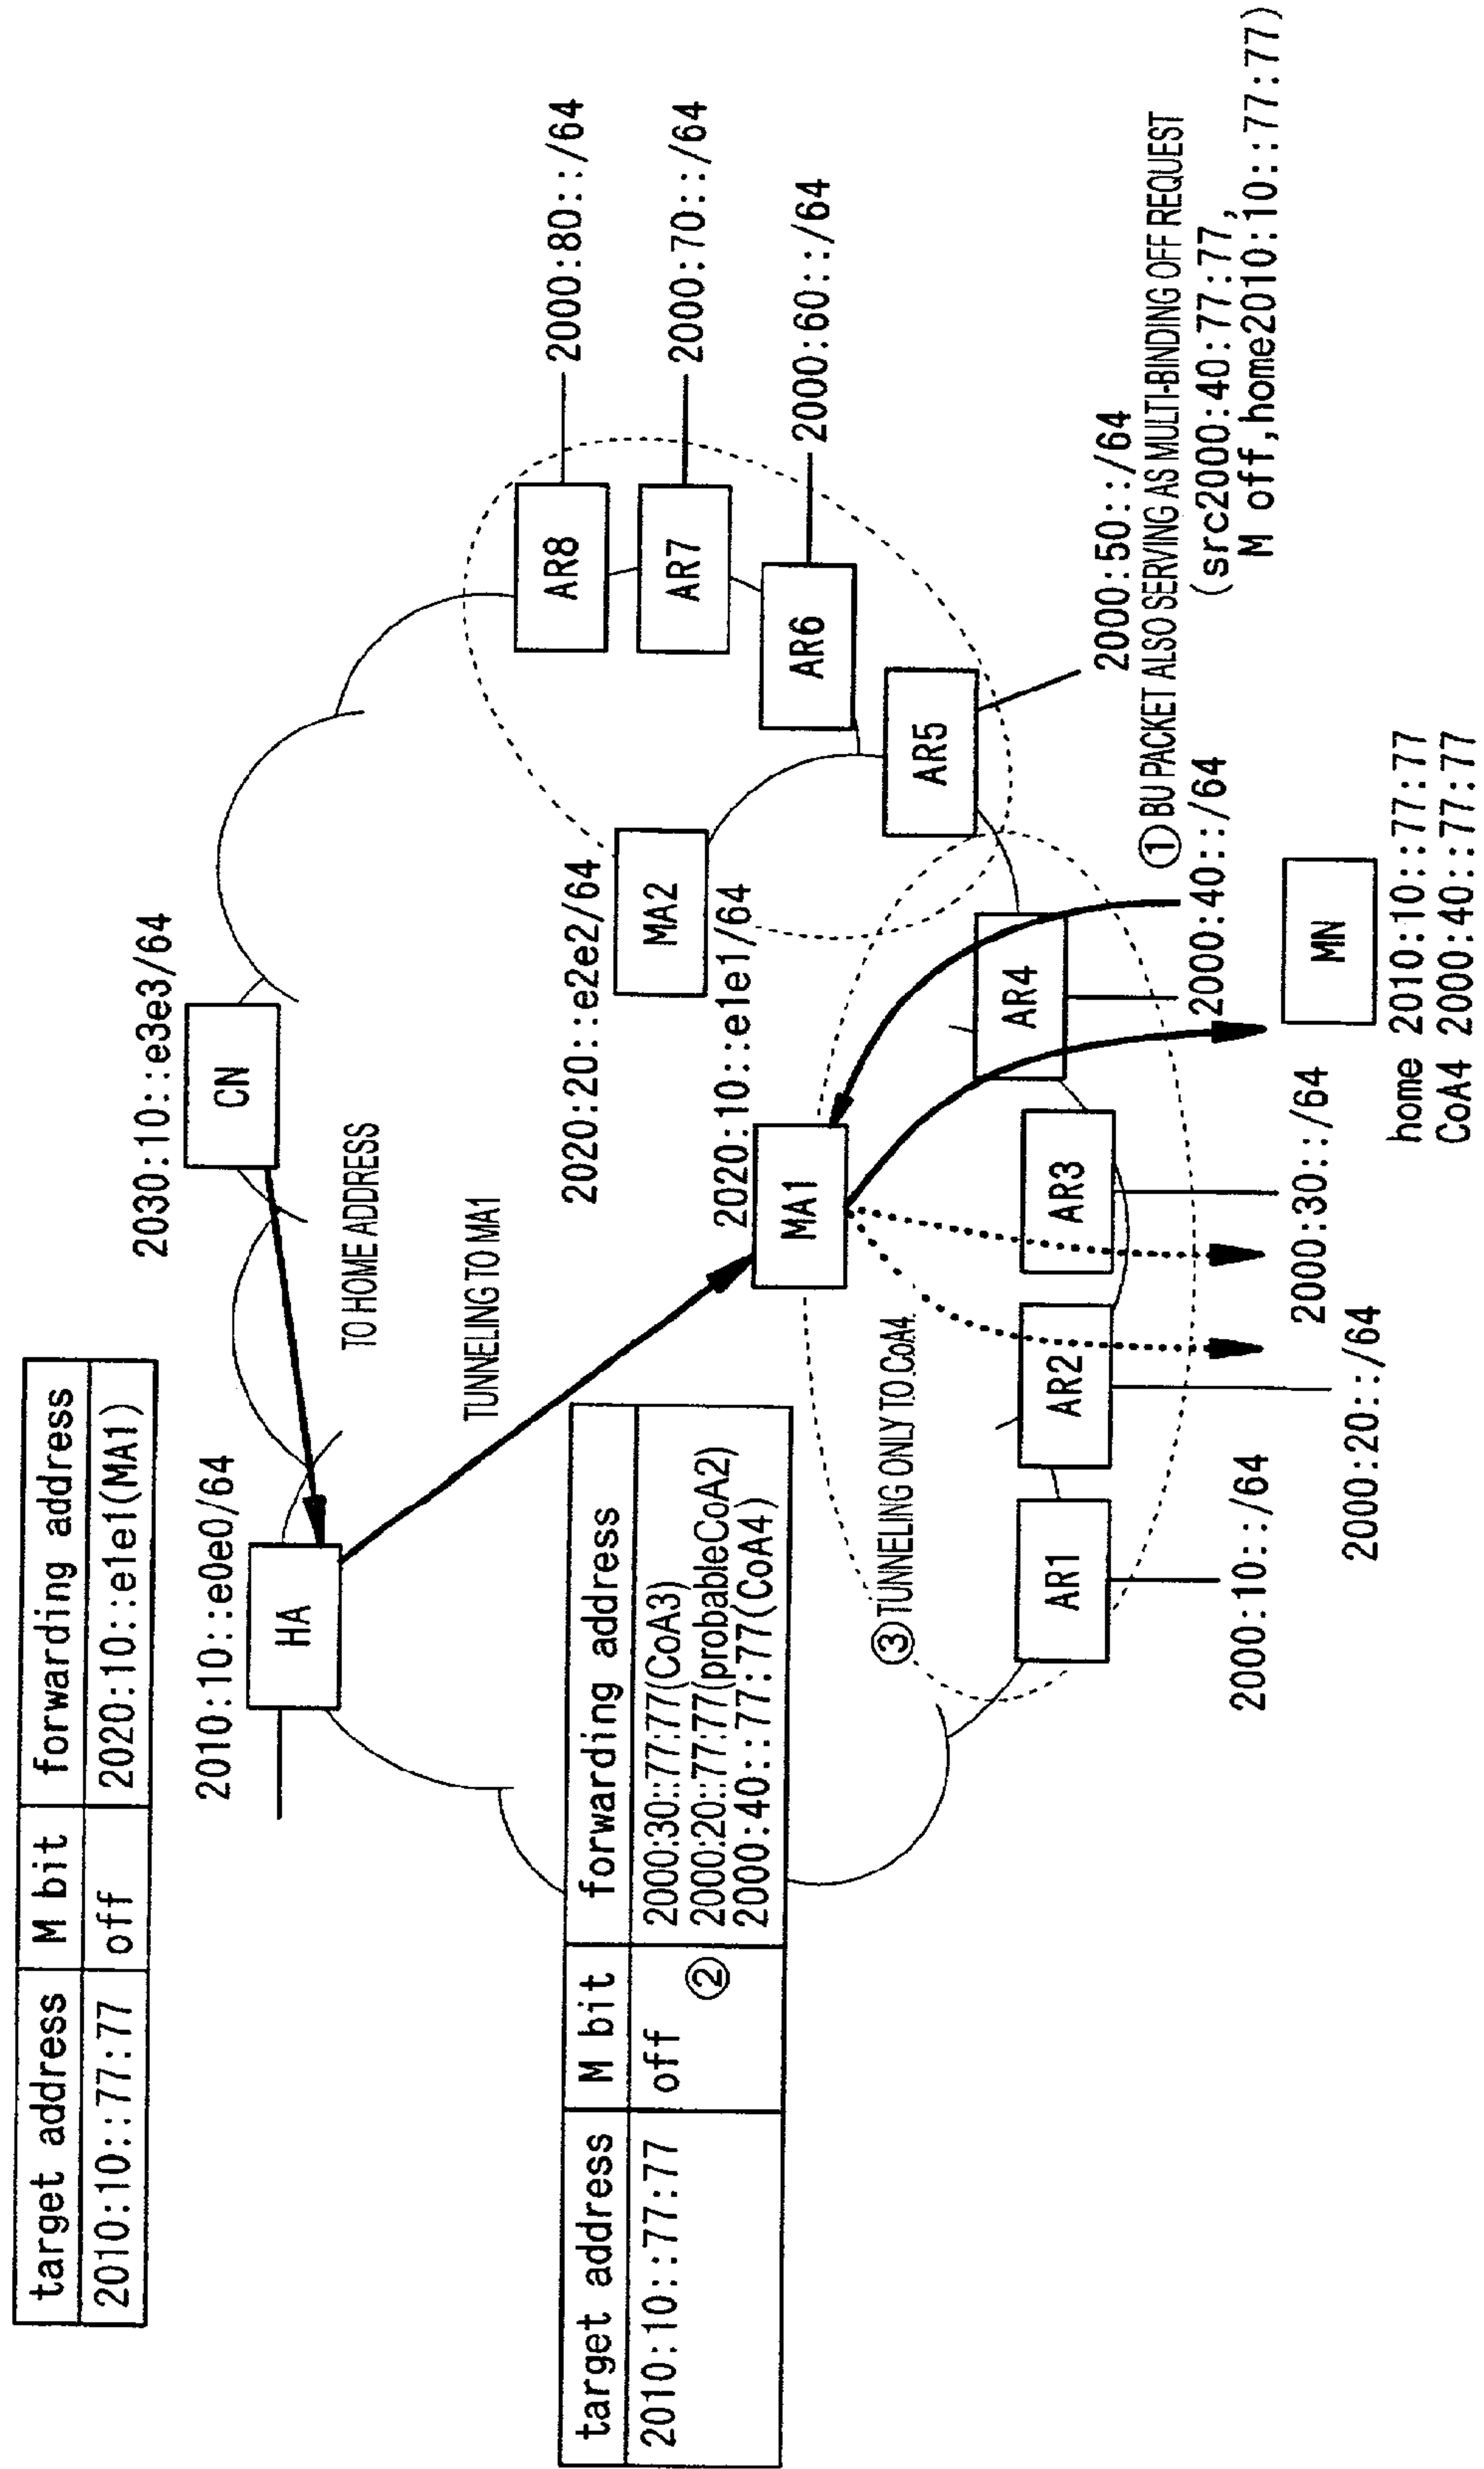 target address M bit forwarding address
2010:10::77:77 off 2020:10::e1e1(MA1)
2010:10::e0e0/64
HA
2030:10::e3e3/64
CN
TO HOME ADDRESS
TUNNELING TO MA1
target address M bit forwarding address
2010:10::77:77 off 2000:30::77:77(CoA3)
② 2000:20::77:77(probableCoA2)
2000:40::77:77(CoA4)
2020:20::e2e2/64
MA2
2020:10::e1e1/64
MA1
AR8
2000:80::/64
AR7
2000:70::/64
AR6
2000:60::/64
AR5
2000:50::/64
③TUNNELING ONLY TO CoA4
AR1
2000:10::/64
AR2
2000:20::/64
AR3
2000:30::/64
AR4
2000:40::/64
① BU PACKET ALSO SERVING AS MULTI-BINDING OFF REQUEST
(src2000:40:77:77,
M off,home2010:10::77:77)
MN
home 2010:10::77:77
CoA4 2000:40::77:77